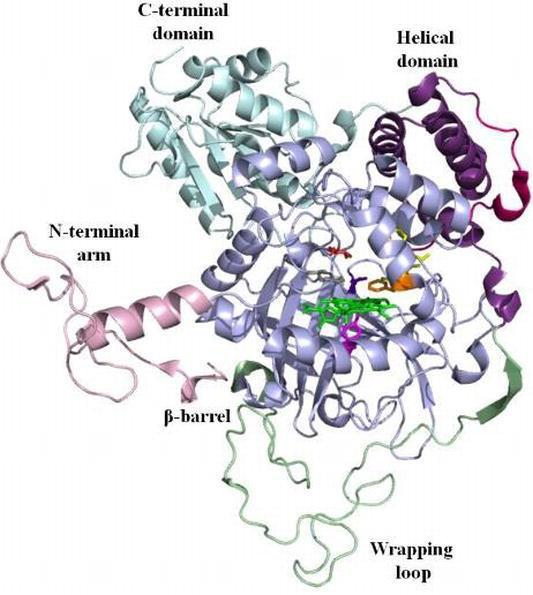 C-terminal
domain
Helical
domain
N-terminal
arm
β-barrel
Wrapping
loop